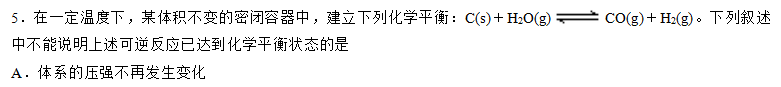 5．在一定温度下，某体积不变的密闭容器中，建立下列化学平衡：C(s)＋H2O(g)⇌CO(g)＋H2(g)。下列叙述
中不能说明上述可逆反应已达到化学平衡状态的是
A．体系的压强不再发生变化